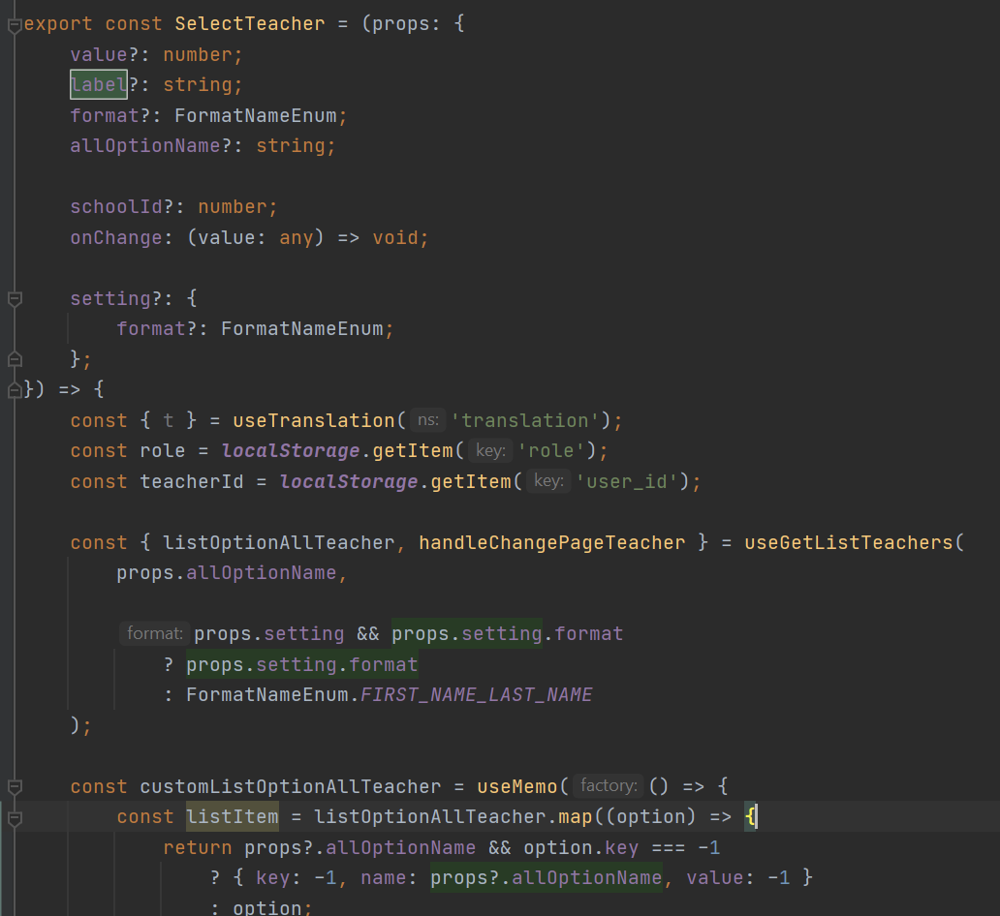 export const SelectTeacher = (props: {
    value?: number;
    label?: string;
    format?: FormatNameEnum;
    allOptionName?: string;

    schoolId?: number;
    onChange: (value: any) => void;

    setting?: {
        format?: FormatNameEnum;
    };
}) => {
    const { t } = useTranslation( ns: 'translation');
    const role = localStorage.getItem( key: 'role');
    const teacherId = localStorage.getItem( key: 'user_id');

    const { listOptionAllTeacher, handleChangePageTeacher } = useGetListTeachers(
        props.allOptionName,

        format: props.setting && props.setting.format
            ? props.setting.format
            : FormatNameEnum.FIRST_NAME_LAST_NAME
    );

    const customListOptionAllTeacher = useMemo( factory: () => {
        const listItem = listOptionAllTeacher.map((option) => {
            return props?.allOptionName && option.key === -1
                ? { key: -1, name: props?.allOptionName, value: -1 }
                : option;